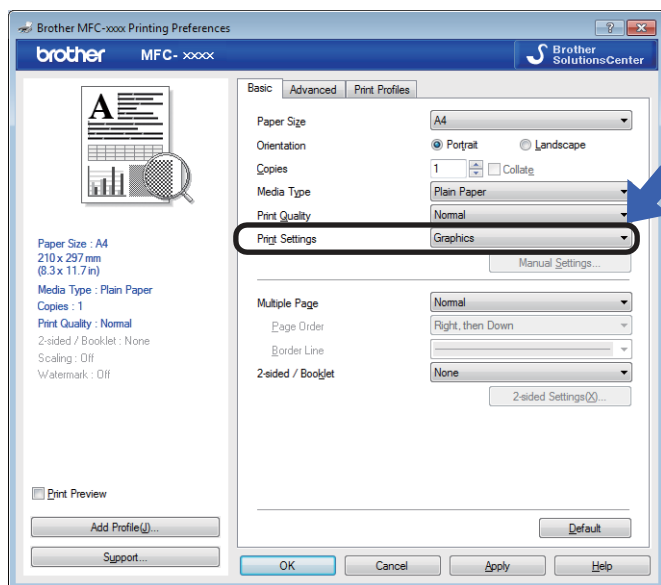 Brother MFC-xxxx Printing Preferences
brother MFC- xxxx
Brother
SolutionsCenter
A
Paper Size : A4
210 x 297 mm
(8.3 x 11.7 in)
Media Type : Plain Paper
Copies : 1
Print Quality : Normal
2-sided / Booklet : None
Scaling : Off
Watermark : Off
Print Preview
Add Profile(J)...
Support...
Basic Advanced Print Profiles
Paper Size A4
Orientation Portrait Landscape
Copies 1 Collate
Media Type Plain Paper
Print Quality Normal
Print Settings Graphics
Manual Settings...
Multiple Page Normal
Page Order Right, then Down
Border Line
2-sided / Booklet None
2-sided Settings(X)...
Default
OK Cancel Apply Help